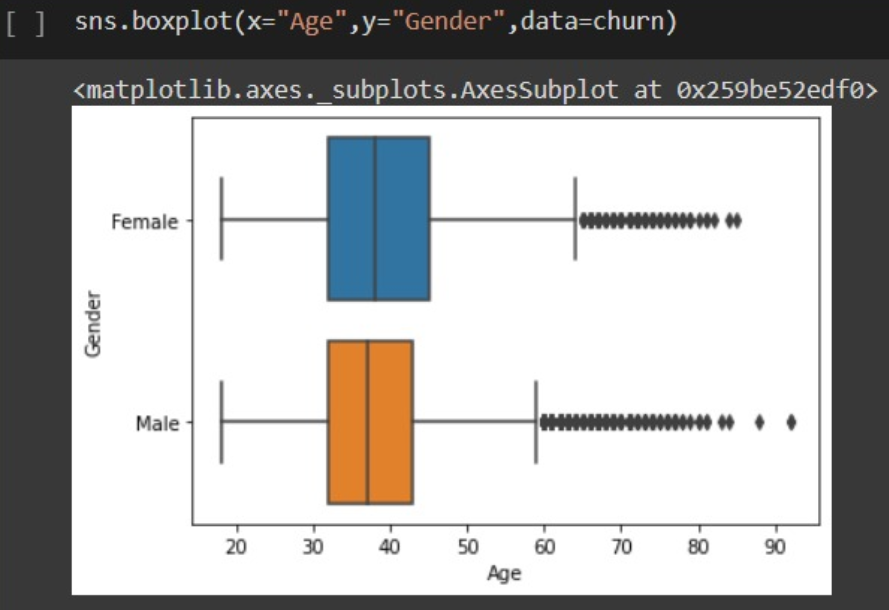 [ ] sns.boxplot(x="Age",y="Gender",data=churn)
<matplotlib.axes._subplots.AxesSubplot at 0x259be52edf0>
Female
Gender
Male
20 30 40 50 60 70 80 90
Age